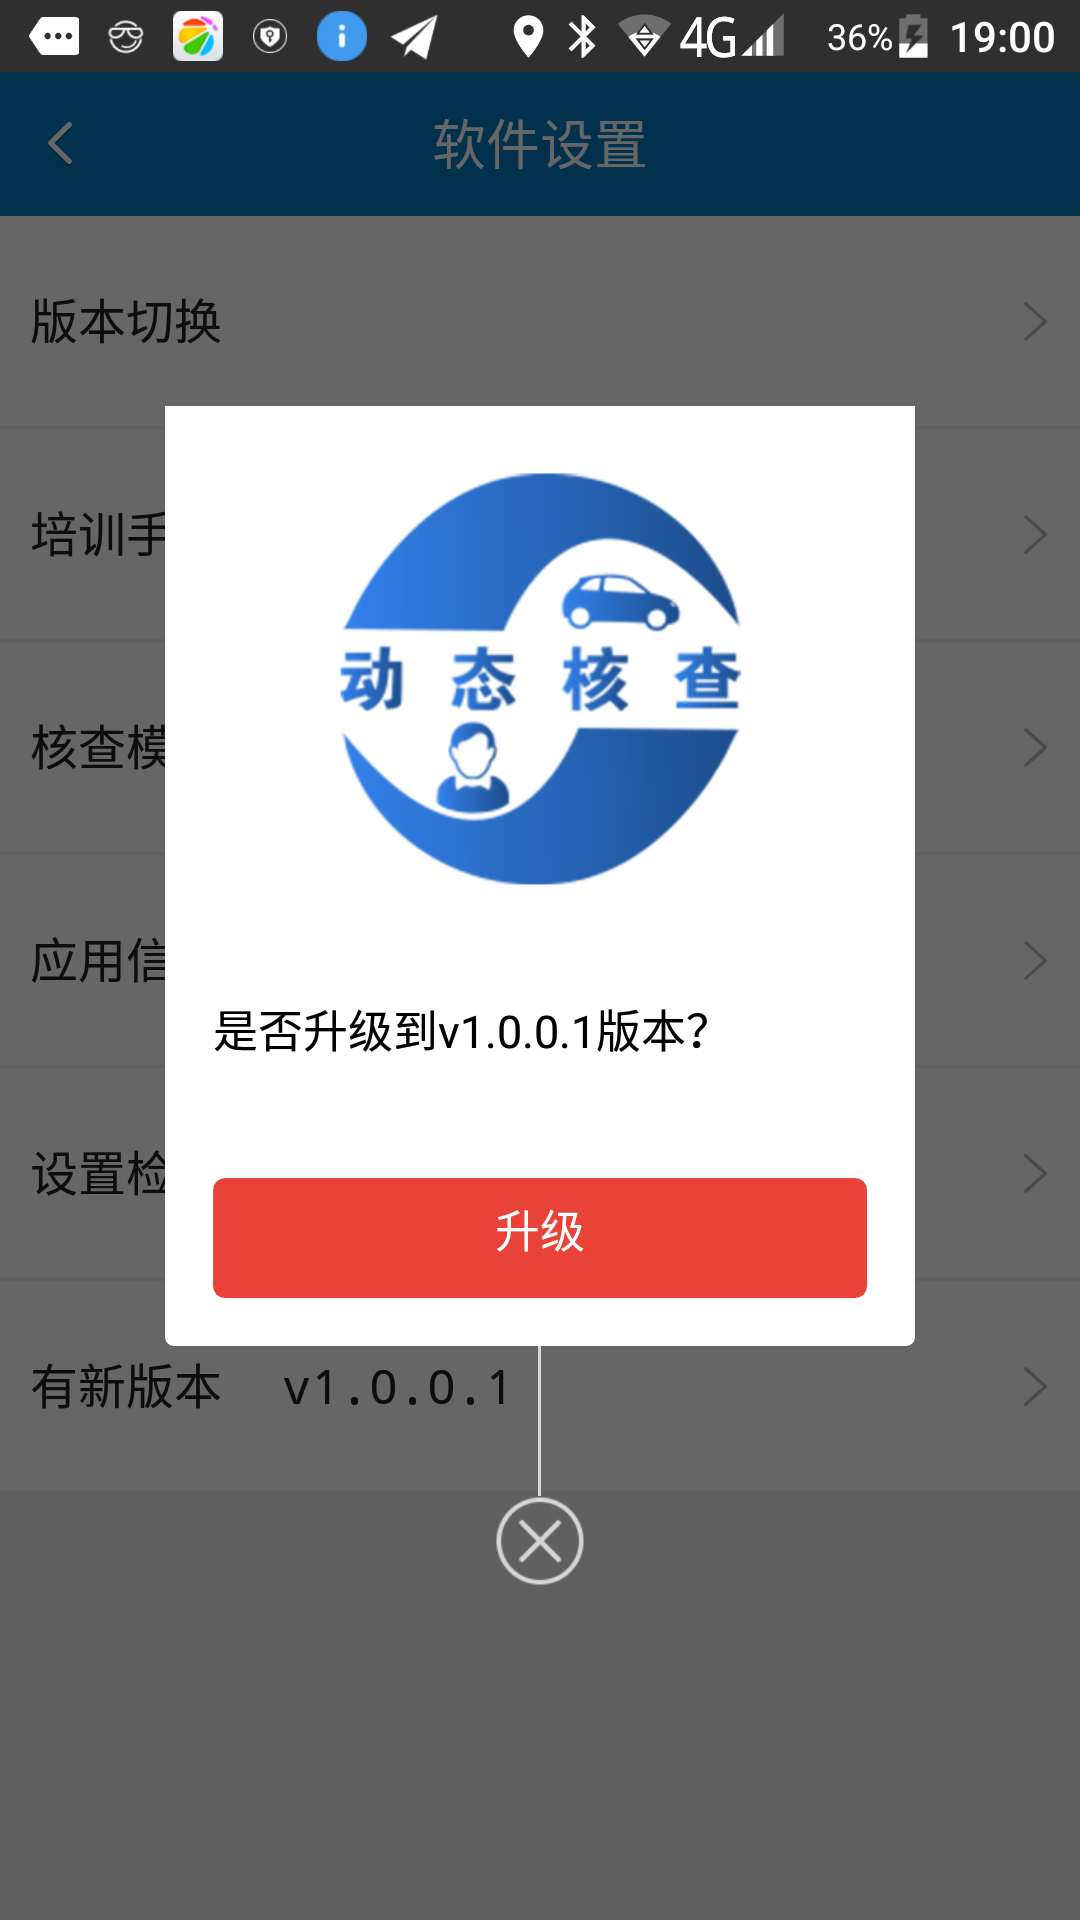 4G 36% 19:00
软件设置
版本切换
培训手
核查模
动态核查
应用信
是否升级到v1.0.0.1版本?
设置检
升级
有新版本 v1.0.0.1